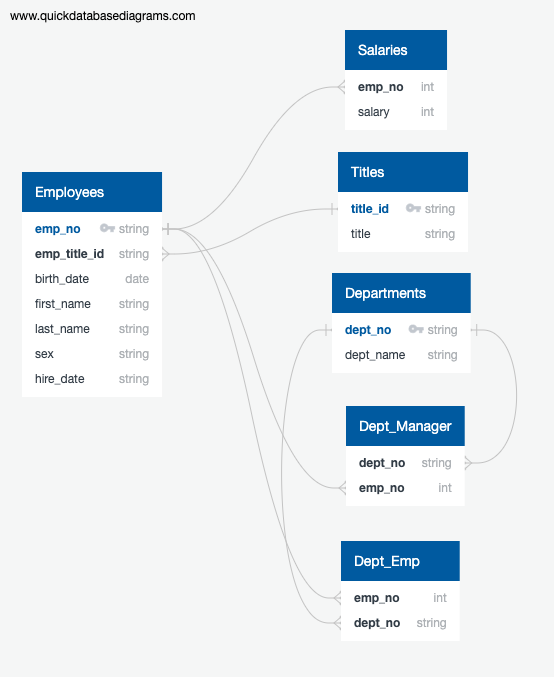 www.quickdatabasediagrams.com
Salaries
emp_no int
salary int
Titles
title_id string
title string
Employees
emp_no string
emp_title_id string
birth_date date
first_name string
last_name string
sex string
hire_date string
Departments
dept_no string
dept_name string
Dept_Manager
dept_no string
emp_no int
Dept_Emp
emp_no int
dept_no string